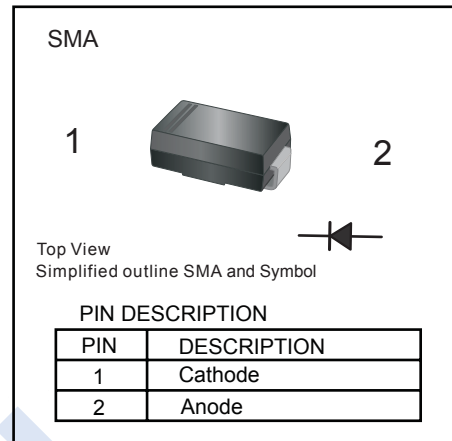 SMA
1 2
Top View
Simplified outline SMA and Symbol
PIN DESCRIPTION
PIN DESCRIPTION
1 Cathode
2 Anode